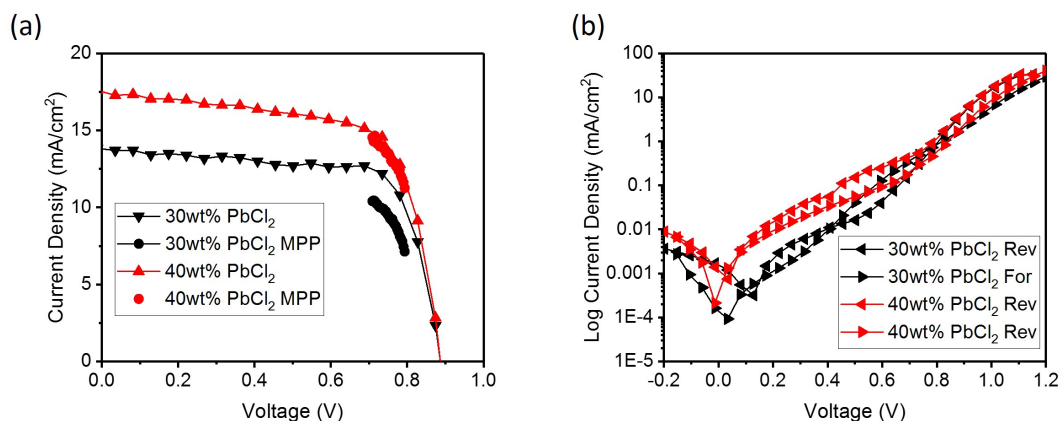 (a)
20
15
10
5
0
Current Density (mA/cm²)
30wt% PbCl₂
30wt% PbCl₂ MPP
40wt% PbCl₂
40wt% PbCl₂ MPP
0.0 0.2 0.4 0.6 0.8 1.0
Voltage (V)
(b)
100
10
1
0.1
0.01
0.001
1E-4
1E-5
Log Current Density (mA/cm²)
30wt% PbCl₂ Rev
30wt% PbCl₂ For
40wt% PbCl₂ Rev
40wt% PbCl₂ Rev
-0.2 0.0 0.2 0.4 0.6 0.8 1.0 1.2
Voltage (V)